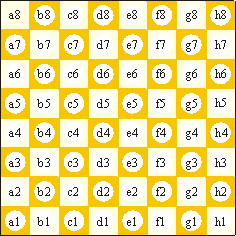 a8 b8 c8 d8 e8 f8 g8 h8
a7 b7 c7 d7 e7 f7 g7 h7
a6 b6 c6 d6 e6 f6 g6 h6
a5 b5 c5 d5 e5 f5 g5 h5
a4 b4 c4 d4 e4 f4 g4 h4
a3 b3 c3 d3 e3 f3 g3 h3
a2 b2 c2 d2 e2 f2 g2 h2
a1 b1 c1 d1 e1 f1 g1 h1